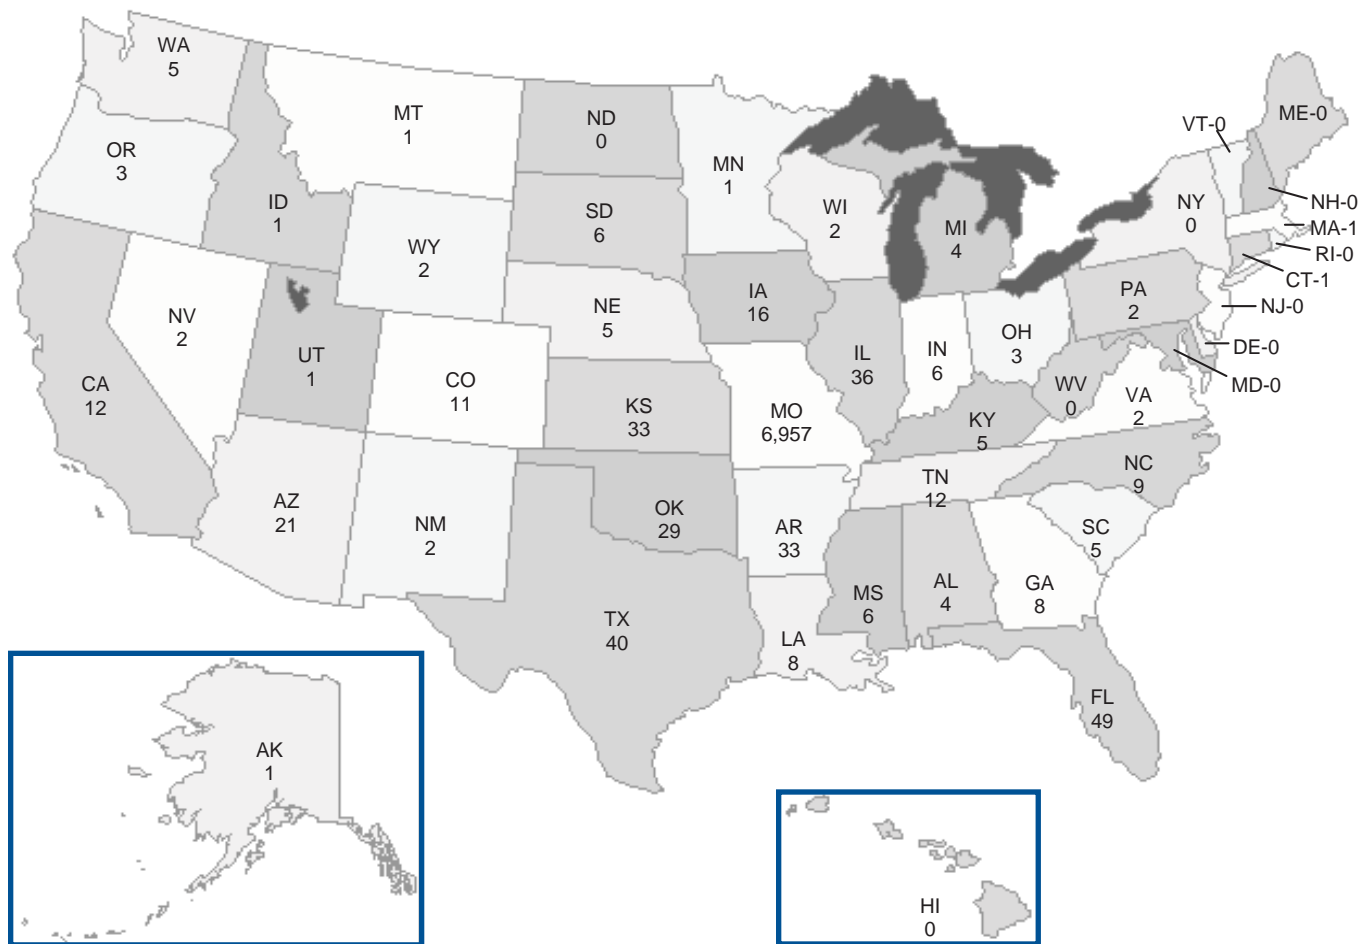 WA
5
MT
1
ND
0
MN
1
ME-0
VT-0
OR
3
ID
1
SD
6
WI
2
MI
4
NY
0
NH-0
MA-1
RI-0
CT-1
WY
2
NE
5
IA
16
PA
2
NJ-0
NV
2
UT
1
CO
11
KS
33
MO
6,957
IL
36
IN
6
OH
3
DE-0
MD-0
CA
12
WV
0
VA
2
KY
5
NC
9
TN
12
AZ
21
NM
2
OK
29
AR
33
SC
5
MS
6
AL
4
GA
8
TX
40
LA
8
FL
49
AK
1
HI
0